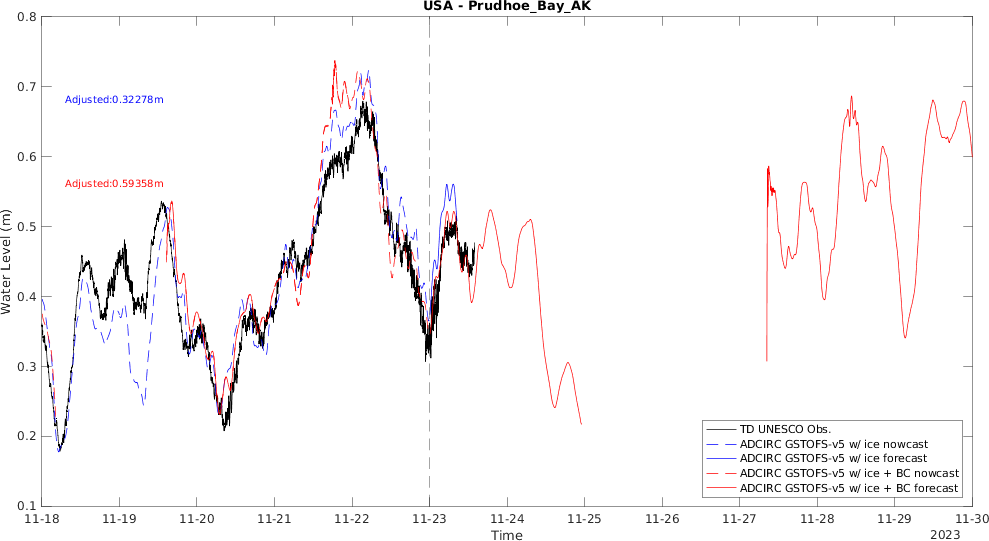 USA - Prudhoe_Bay_AK
0.8
0.7
Adjusted:0.32278m
0.6
Adjusted:0.59358m
0.5
Water Level (m)
0.4
0.3
0.2
0.1
TD UNESCO Obs.
ADCIRC GSTOFS-v5 w/ ice nowcast
ADCIRC GSTOFS-v5 w/ ice forecast
ADCIRC GSTOFS-v5 w/ ice + BC nowcast
ADCIRC GSTOFS-v5 w/ ice + BC forecast
11-18 11-19 11-20 11-21 11-22 11-23 11-24 11-25 11-26 11-27 11-28 11-29 11-30
Time
2023